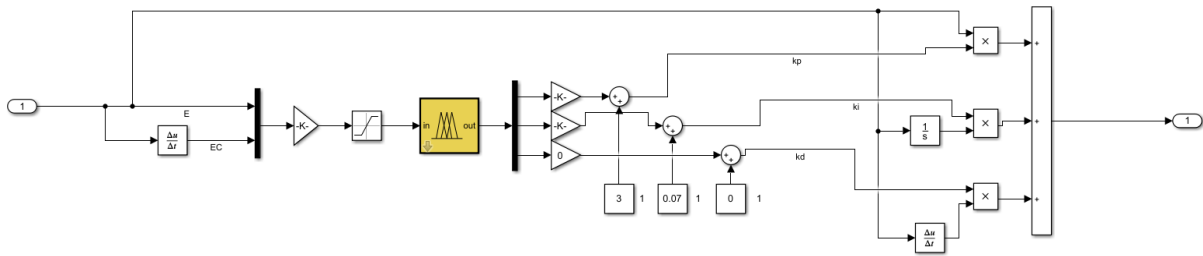 1
E
Δu
Δt
EC
-K-
in
out
-K-
-K-
0
+
+
+
+
+
+
3
1
0.07
1
0
1
kp
ki
kd
1
s
Δu
Δt
×
×
×
+
+
+
1